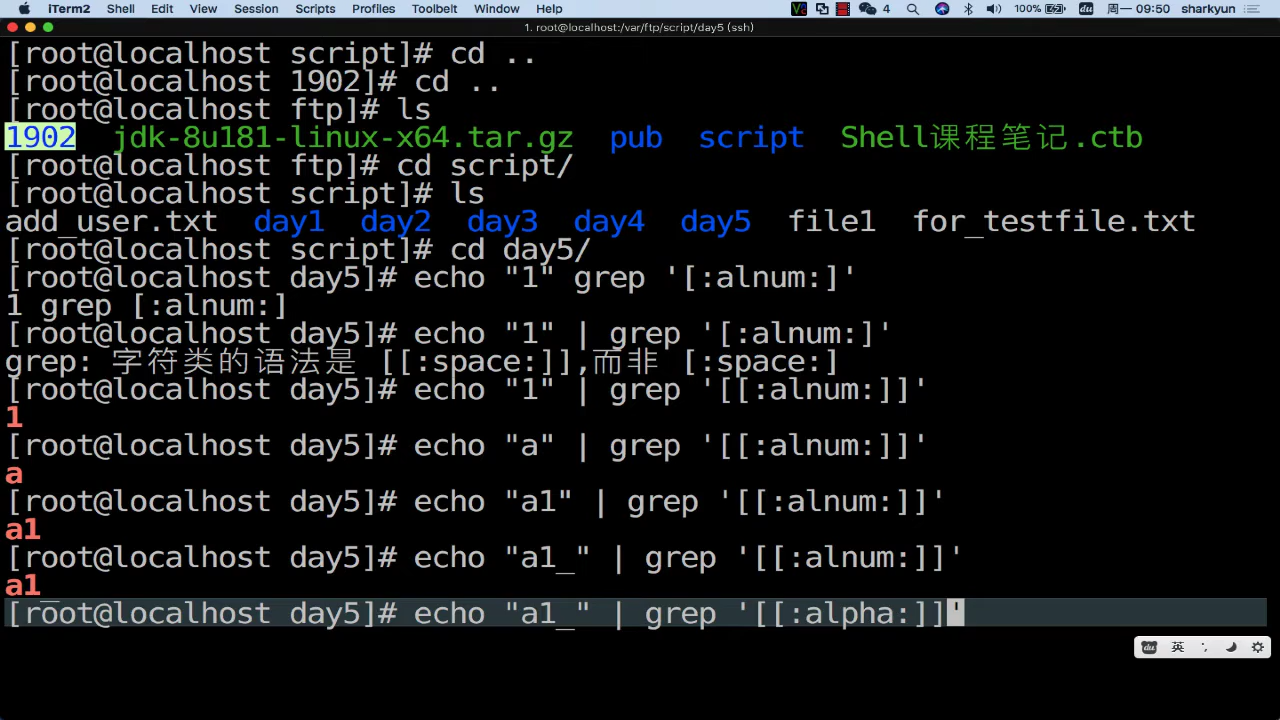 iTerm2 Shell Edit View Session Scripts Profiles Toolbelt Window Help 4 100% 周一 09:50 sharkyun
1. root@localhost:/var/ftp/script/day5 (ssh)
[root@localhost script]# cd ..
[root@localhost 1902]# cd ..
[root@localhost ftp]# ls
1902 jdk-8u181-linux-x64.tar.gz pub script Shell课程笔记.ctb
[root@localhost ftp]# cd script/
[root@localhost script]# ls
add_user.txt day1 day2 day3 day4 day5 file1 for_testfile.txt
[root@localhost script]# cd day5/
[root@localhost day5]# echo "1" grep '[:alnum:]'
1 grep [:alnum:]
[root@localhost day5]# echo "1" | grep '[:alnum:]'
grep: 字符类的语法是 [[:space:]],而非 [:space:]
[root@localhost day5]# echo "1" | grep '[[:alnum:]]'
1
[root@localhost day5]# echo "a" | grep '[[:alnum:]]'
a
[root@localhost day5]# echo "a1" | grep '[[:alnum:]]'
a1
[root@localhost day5]# echo "a1_" | grep '[[:alnum:]]'
a1_
[root@localhost day5]# echo "a1_" | grep '[[:alpha:]]'
du 英